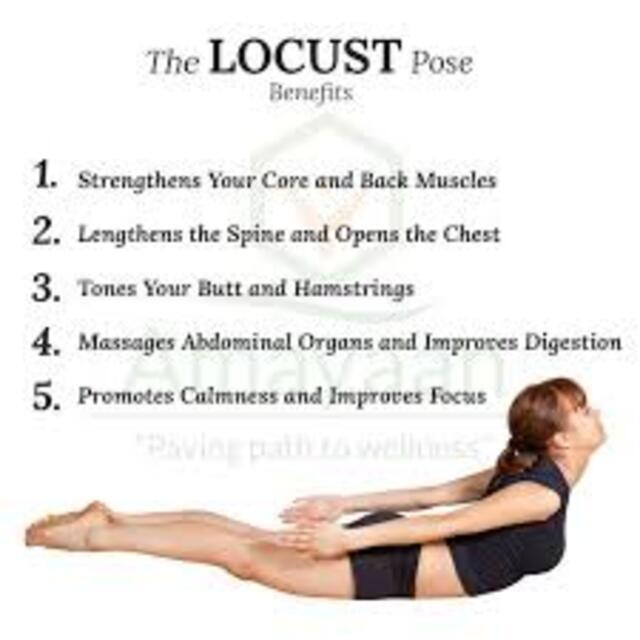 The LOCUST Pose
Benefits
1. Strengthens Your Core and Back Muscles
2. Lengthens the Spine and Opens the Chest
3. Tones Your Butt and Hamstrings
4. Massages Abdominal Organs and Improves Digestion
5. Promotes Calmness and Improves Focus
Amayaan
"Paving path to wellness"